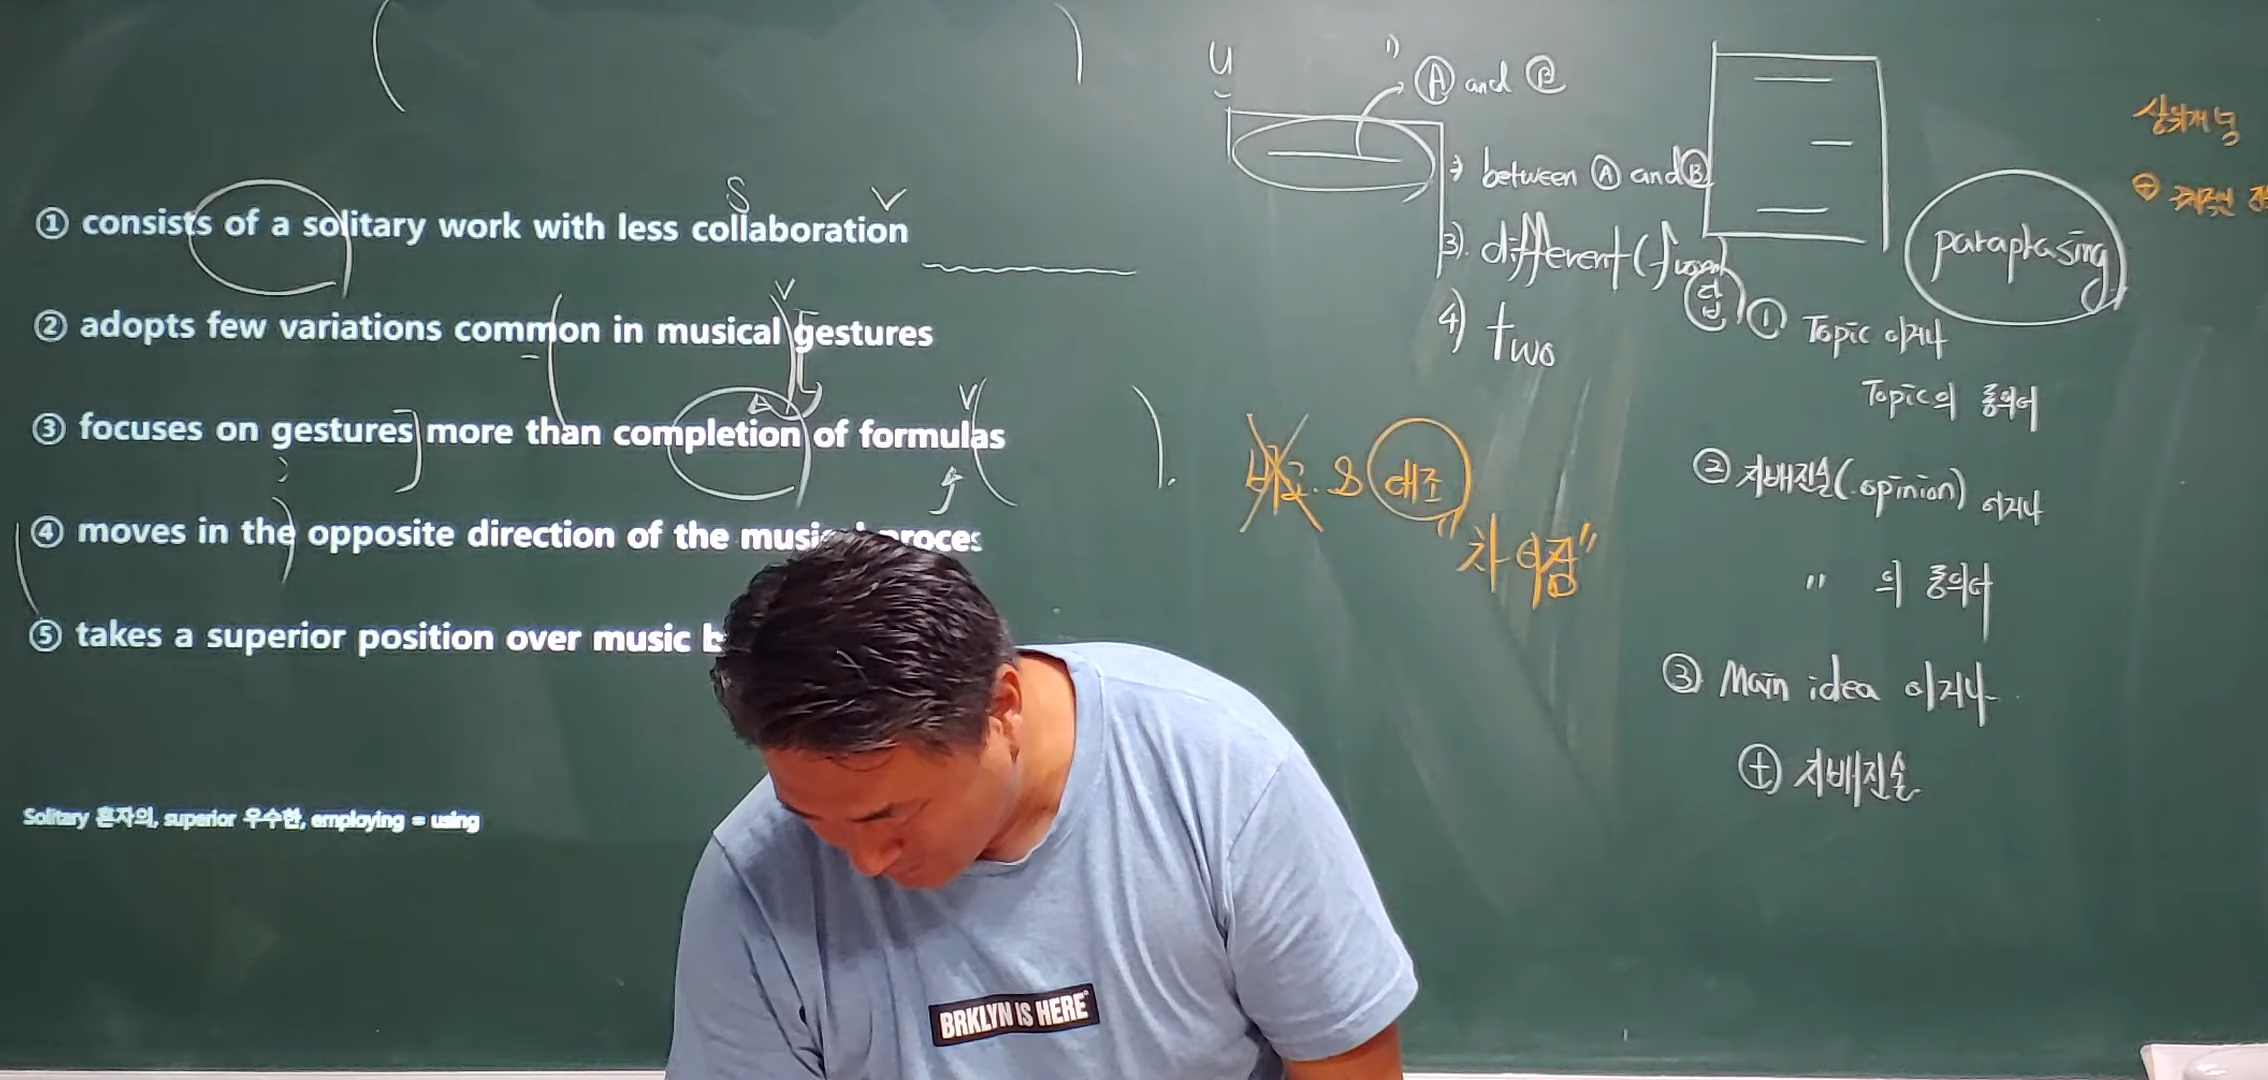 ① consists of a solitary work with less collaboration
② adopts few variations common in musical gestures
③ focuses on gestures more than completion of formulas
④ moves in the opposite direction of the
⑤ takes a superior position over music
Solitary 혼자의, superior 우수한, employing = using
S
V
V
V
U
1) Ⓐ and Ⓑ
between Ⓐ and Ⓑ
3). different (from)
4) two
& 대조
"차이점"
paraphasing
답
① Topic 이거나
Topic의 동의어
② 지배진술(opinion) 이거나
" 의 동의어
③ Main idea 이거나
⊕ 지배진술
상위개념
BRKLYN IS HERE